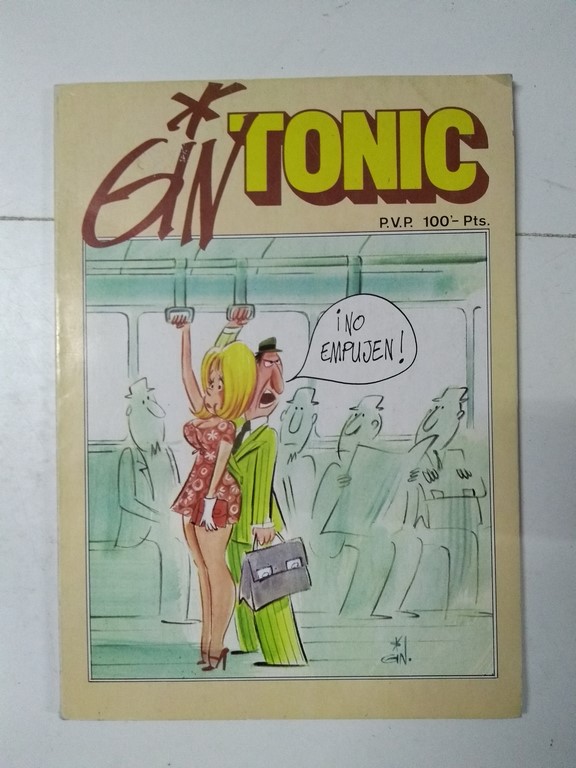 GIN TONIC
P.V.P. 100'- Pts.
¡NO
EMPUJEN!
GIN.